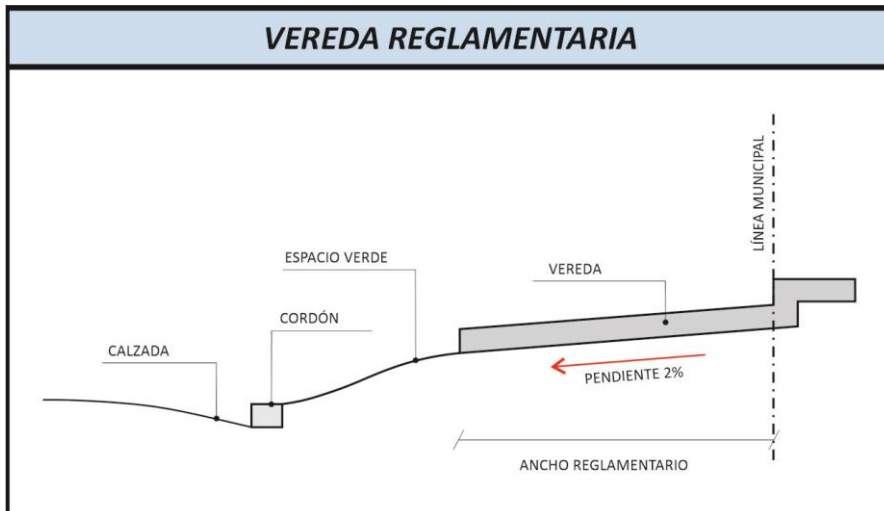 VEREDA REGLAMENTARIA
LÍNEA MUNICIPAL
ESPACIO VERDE
VEREDA
CORDÓN
CALZADA
PENDIENTE 2%
ANCHO REGLAMENTARIO